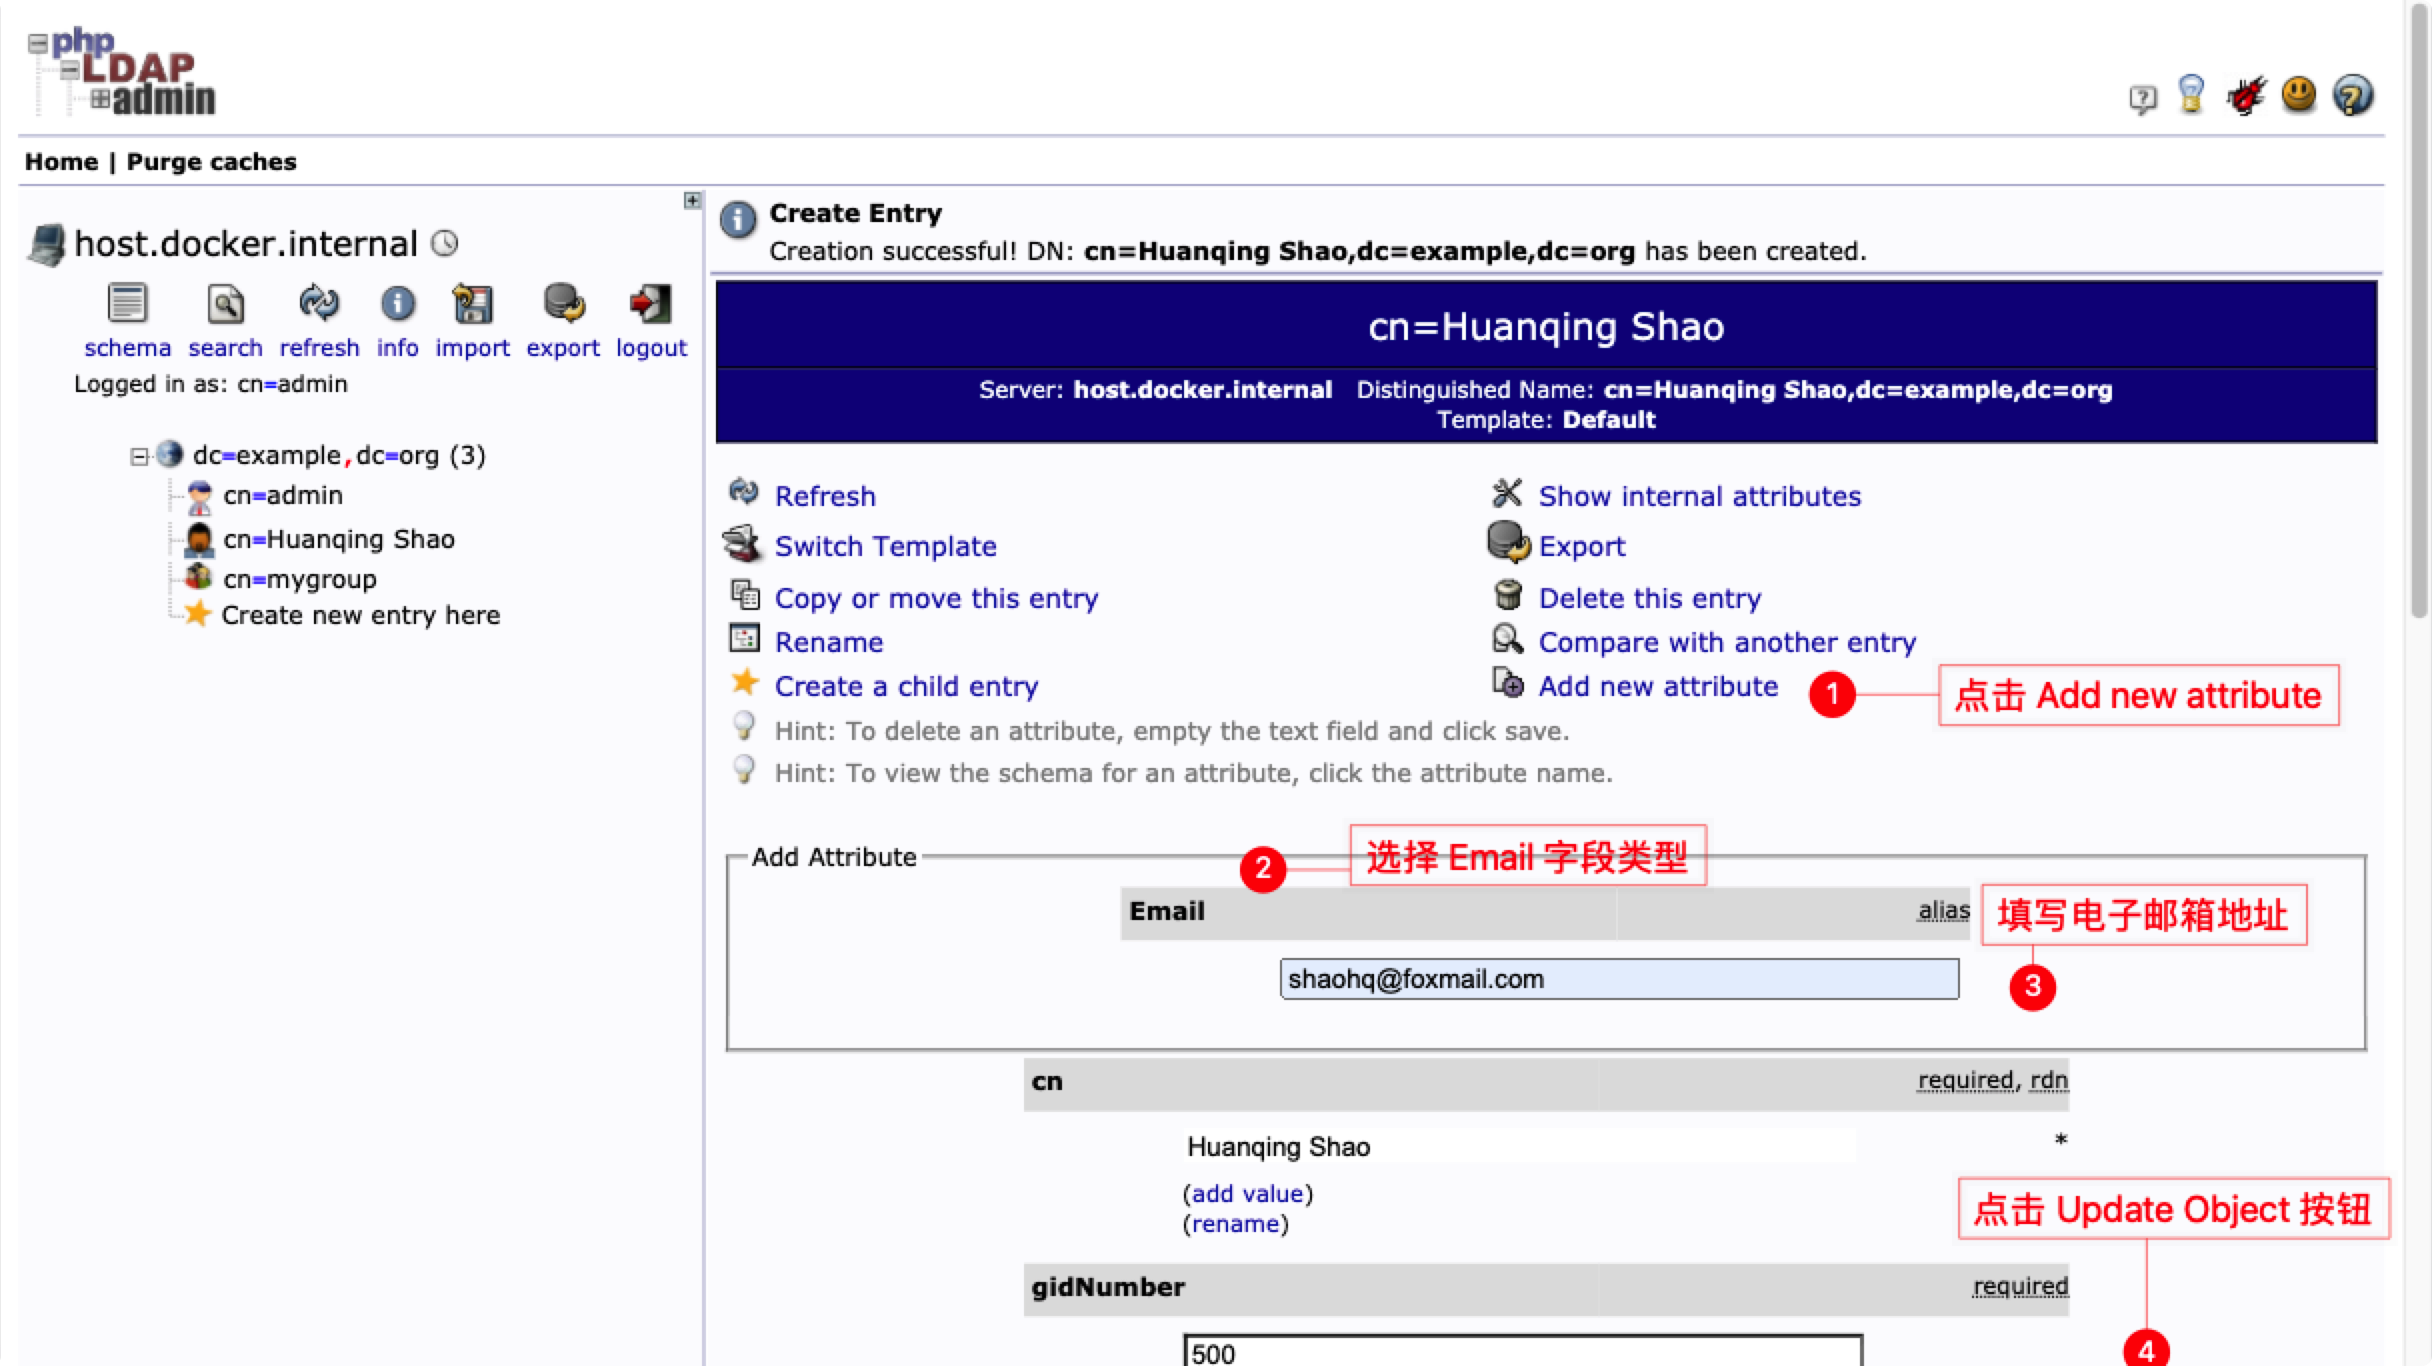 php
LDAP
admin
Home | Purge caches
host.docker.internal
schema search refresh info import export logout
Logged in as: cn=admin
dc=example,dc=org (3)
cn=admin
cn=Huanqing Shao
cn=mygroup
Create new entry here
Create Entry
Creation successful! DN: cn=Huanqing Shao,dc=example,dc=org has been created.
cn=Huanqing Shao
Server: host.docker.internal Distinguished Name: cn=Huanqing Shao,dc=example,dc=org
Template: Default
Refresh
Show internal attributes
Switch Template
Export
Copy or move this entry
Delete this entry
Rename
Compare with another entry
Create a child entry
Add new attribute
1 点击 Add new attribute
Hint: To delete an attribute, empty the text field and click save.
Hint: To view the schema for an attribute, click the attribute name.
Add Attribute
2 选择 Email 字段类型
Email
alias
填写电子邮箱地址
3
shaohq@foxmail.com
cn
required, rdn
Huanqing Shao
*
(add value)
(rename)
点击 Update Object 按钮
4
gidNumber
required
500